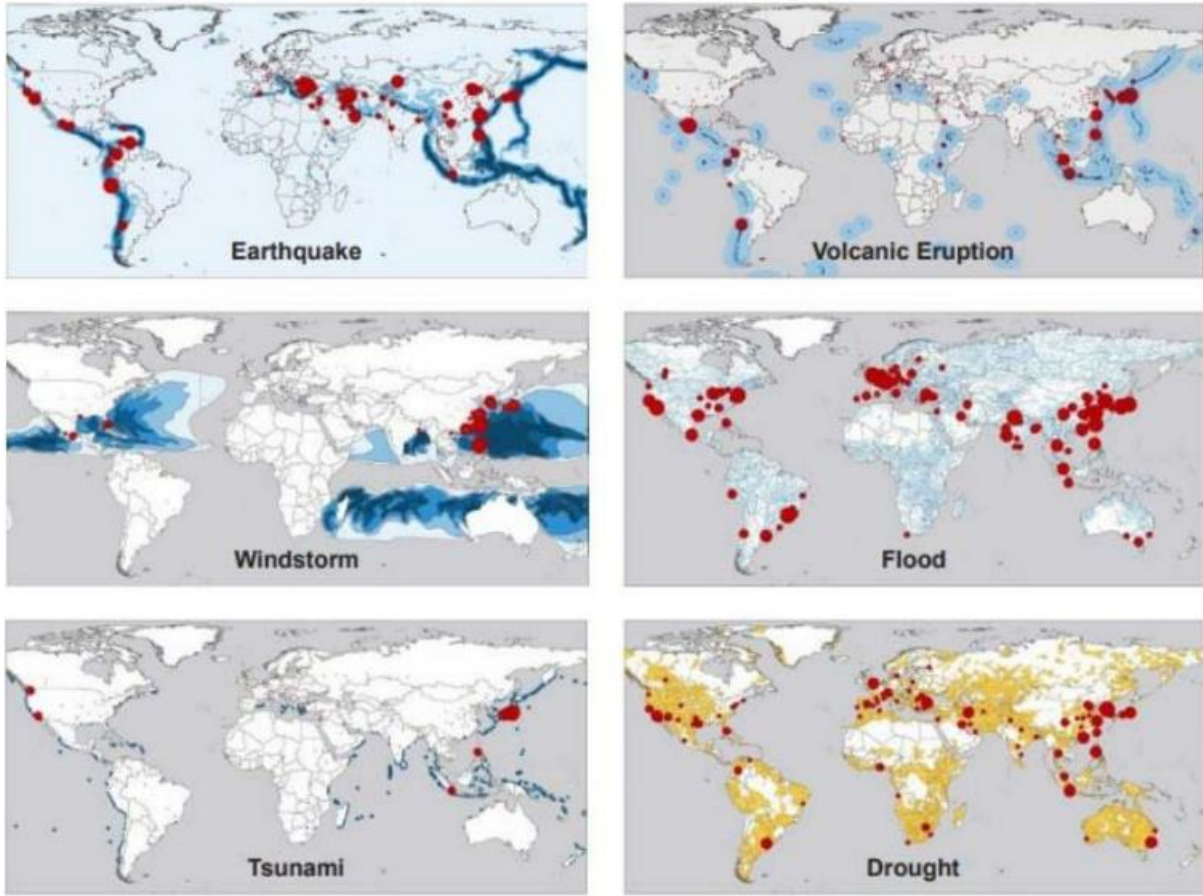 Earthquake
Volcanic Eruption
Windstorm
Flood
Tsunami
Drought